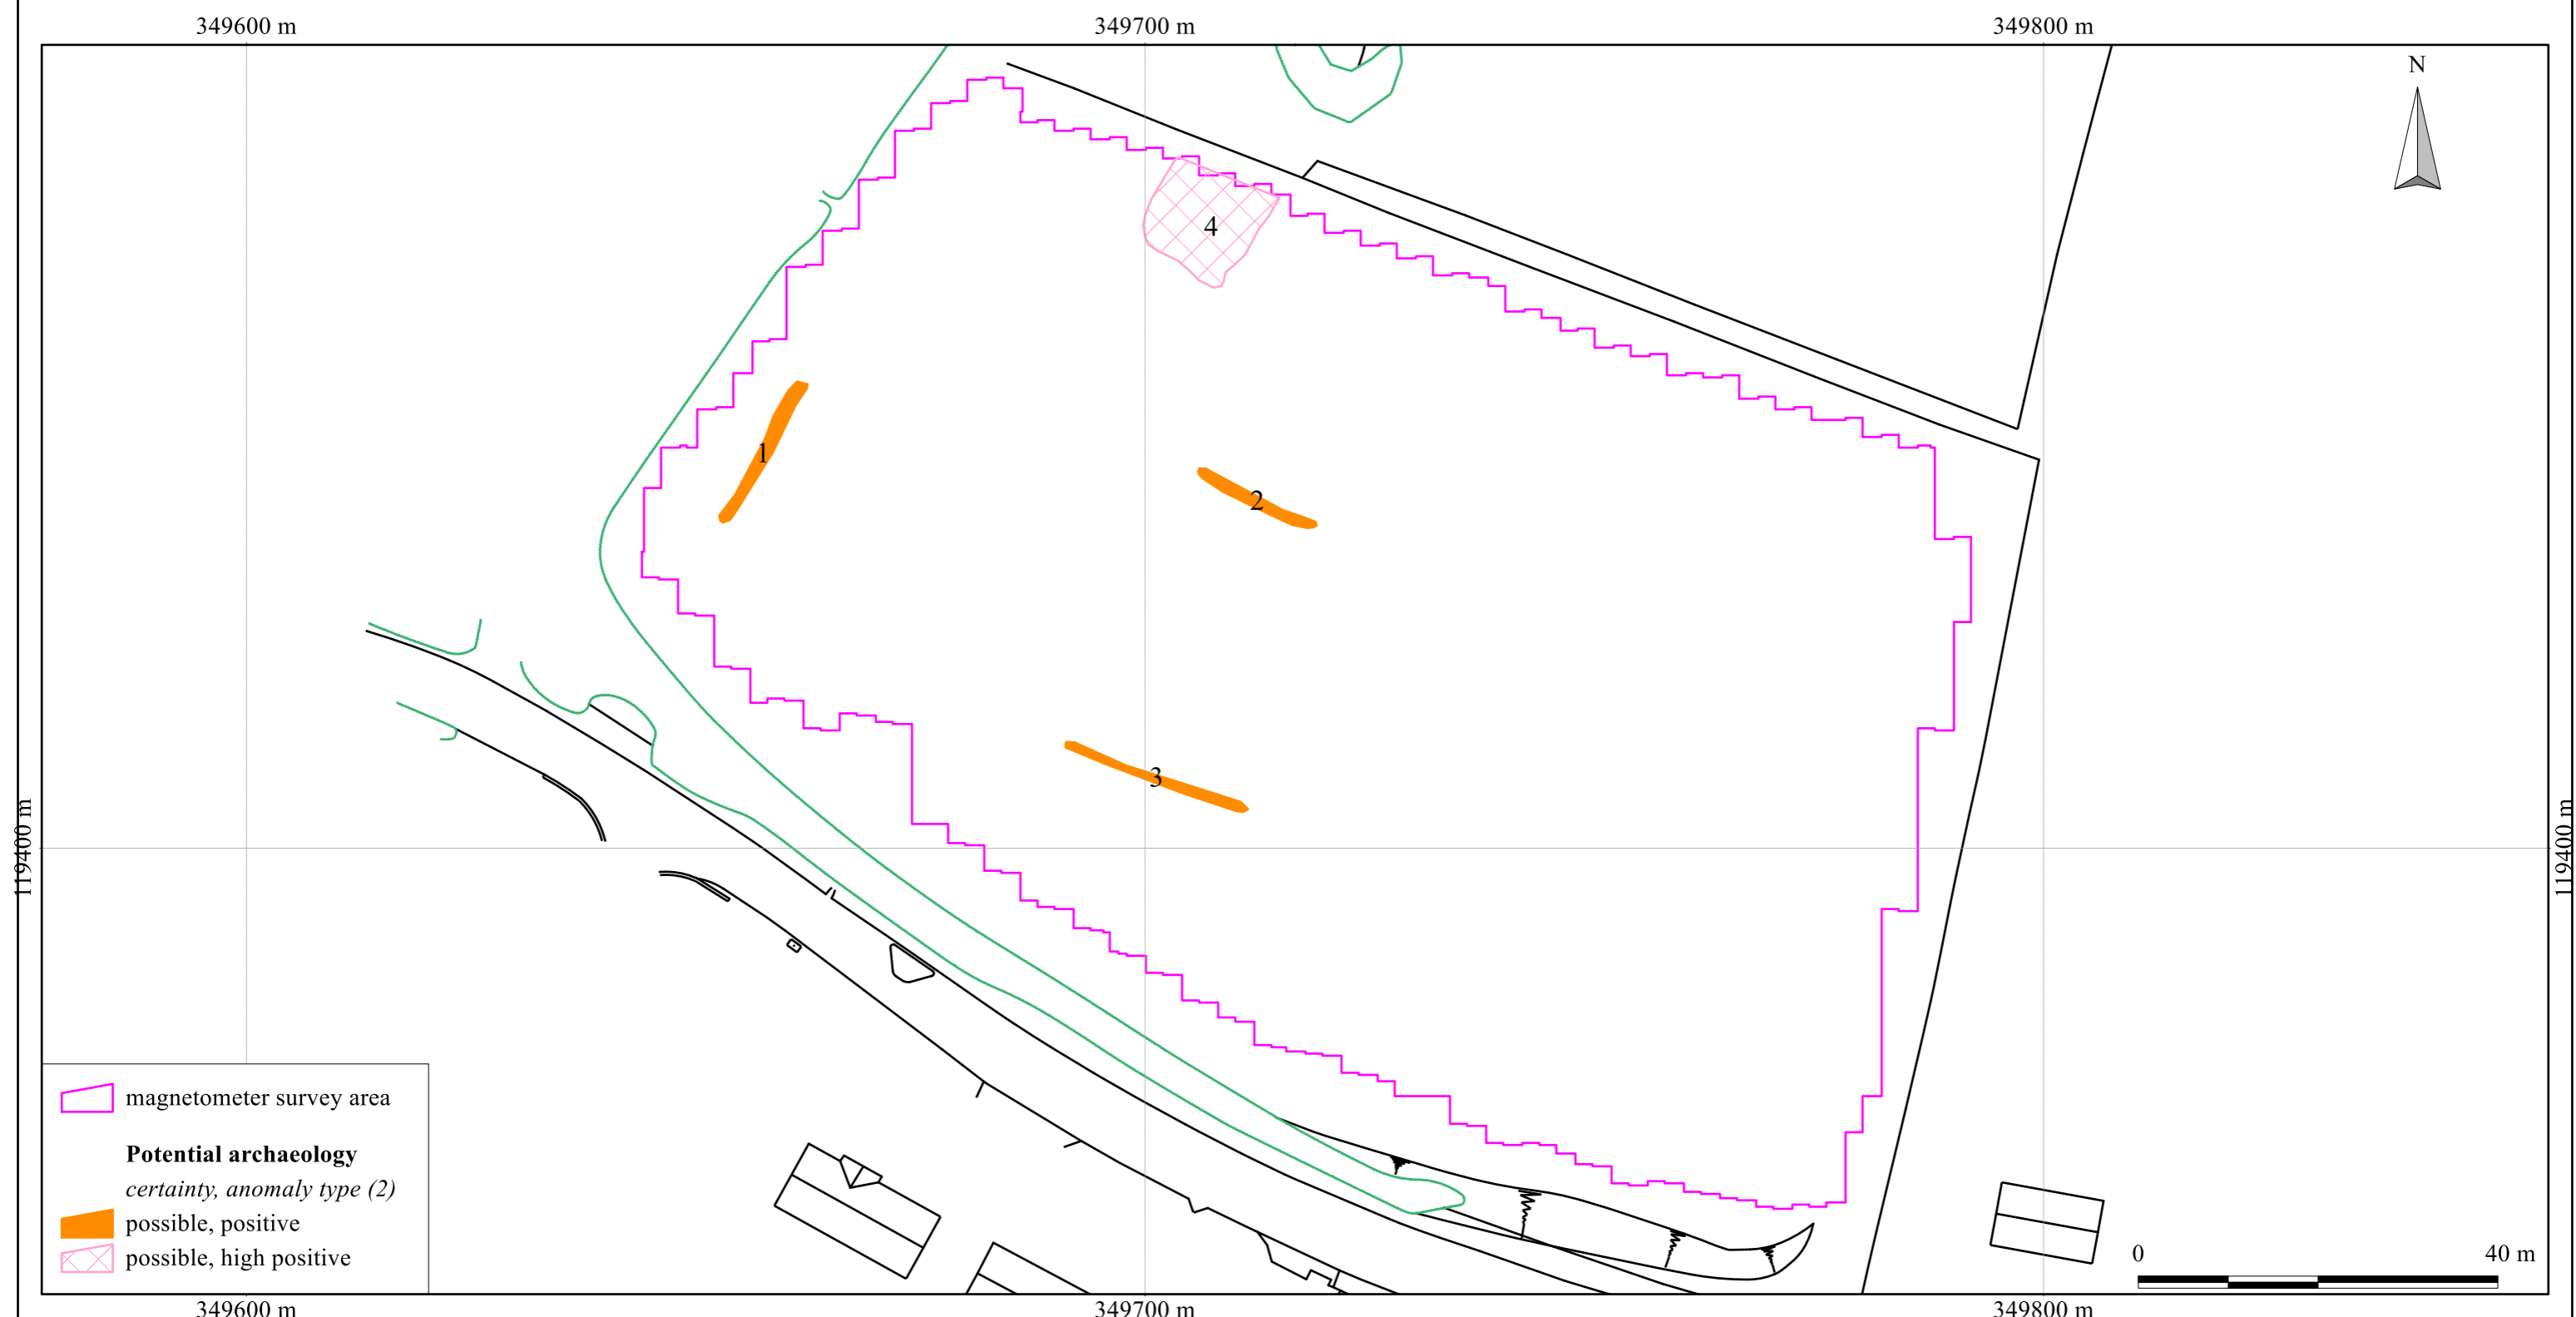 349600 m
349700 m
349800 m
N
4
1
2
3
119400 m
119400 m
magnetometer survey area
Potential archaeology
certainty, anomaly type (2)
possible, positive
possible, high positive
0
40 m
349600 m
349700 m
349800 m